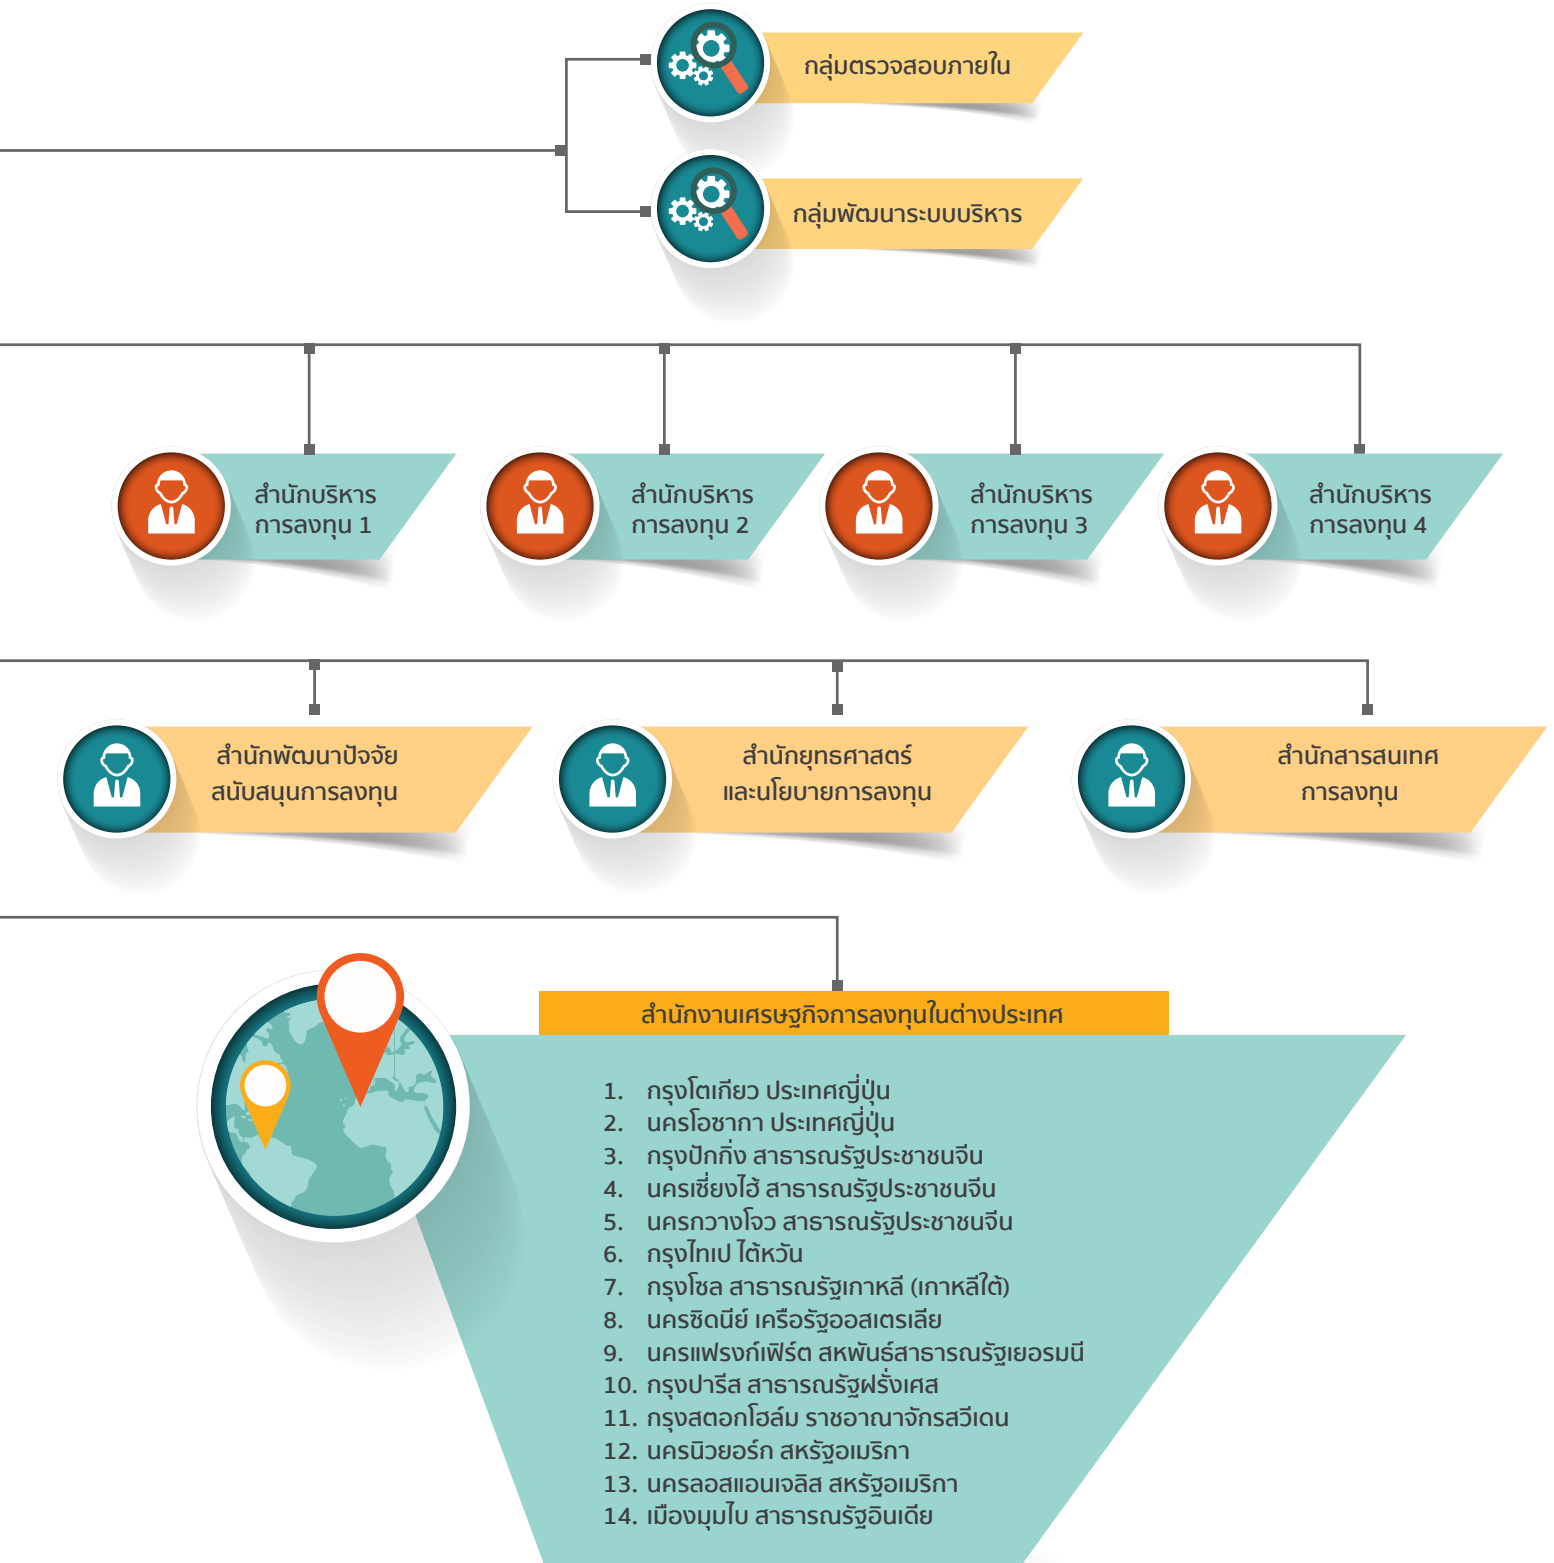 กลุ่มตรวจสอบภายใน
กลุ่มพัฒนาระบบบริหาร
สำนักบริหาร
การลงทุน 1
สำนักบริหาร
การลงทุน 2
สำนักบริหาร
การลงทุน 3
สำนักบริหาร
การลงทุน 4
สำนักพัฒนาปัจจัย
สนับสนุนการลงทุน
สำนักยุทธศาสตร์
และนโยบายการลงทุน
สำนักสารสนเทศ
การลงทุน
สำนักงานเศรษฐกิจการลงทุนในต่างประเทศ
1. กรุงโตเกียว ประเทศญี่ปุ่น
2. นครโอซากา ประเทศญี่ปุ่น
3. กรุงปักกิ่ง สาธารณรัฐประชาชนจีน
4. นครเซี่ยงไฮ้ สาธารณรัฐประชาชนจีน
5. นครกวางโจว สาธารณรัฐประชาชนจีน
6. กรุงไทเป ไต้หวัน
7. กรุงโซล สาธารณรัฐเกาหลี (เกาหลีใต้)
8. นครซิดนีย์ เครือรัฐออสเตรเลีย
9. นครแฟรงก์เฟิร์ต สหพันธ์สาธารณรัฐเยอรมนี
10. กรุงปารีส สาธารณรัฐฝรั่งเศส
11. กรุงสตอกโฮล์ม ราชอาณาจักรสวีเดน
12. นครนิวยอร์ก สหรัฐอเมริกา
13. นครลอสแอนเจลิส สหรัฐอเมริกา
14. เมืองมุมไบ สาธารณรัฐอินเดีย